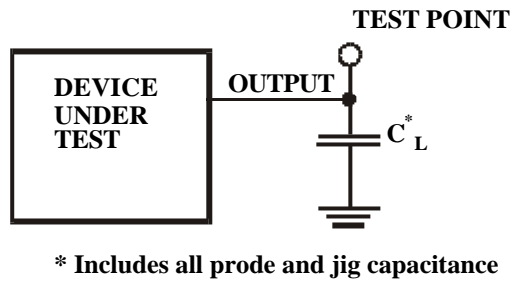 TEST POINT
DEVICE
UNDER
TEST
OUTPUT
C*L
* Includes all prode and jig capacitance